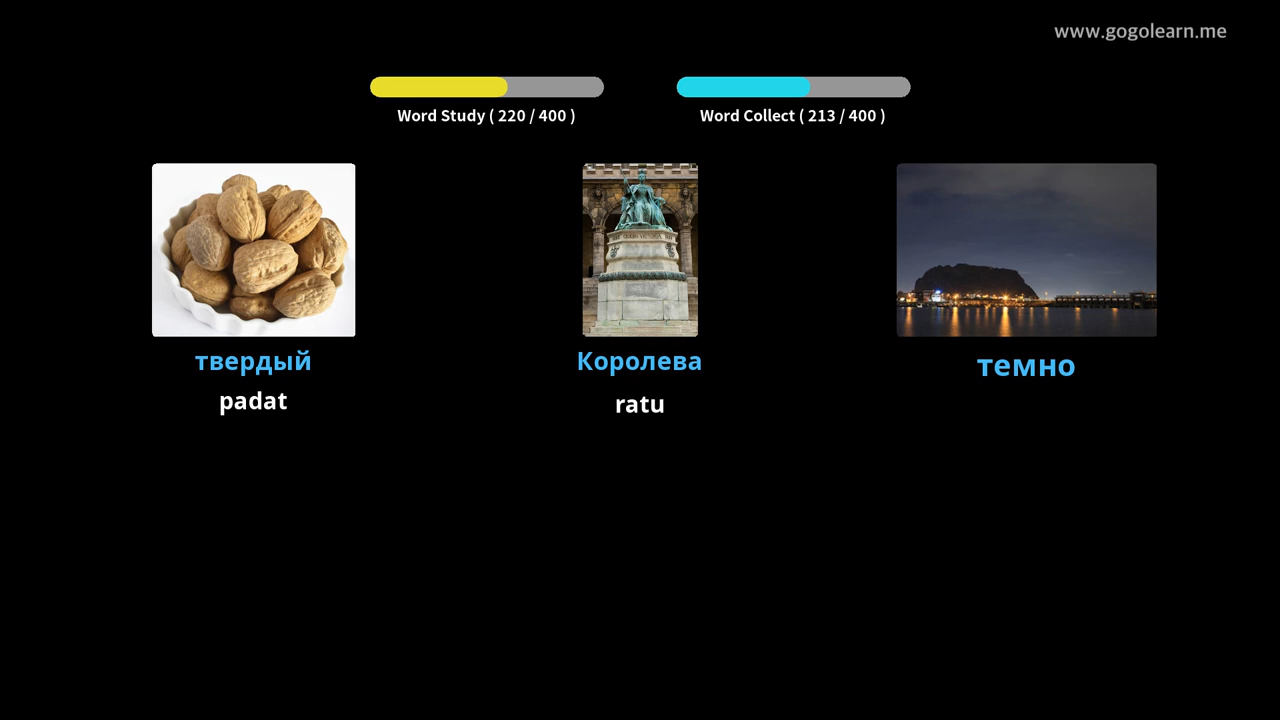 www.gogolearn.me
Word Study ( 220 / 400 )
Word Collect ( 213 / 400 )
твердый
Королева
темно
padat
ratu